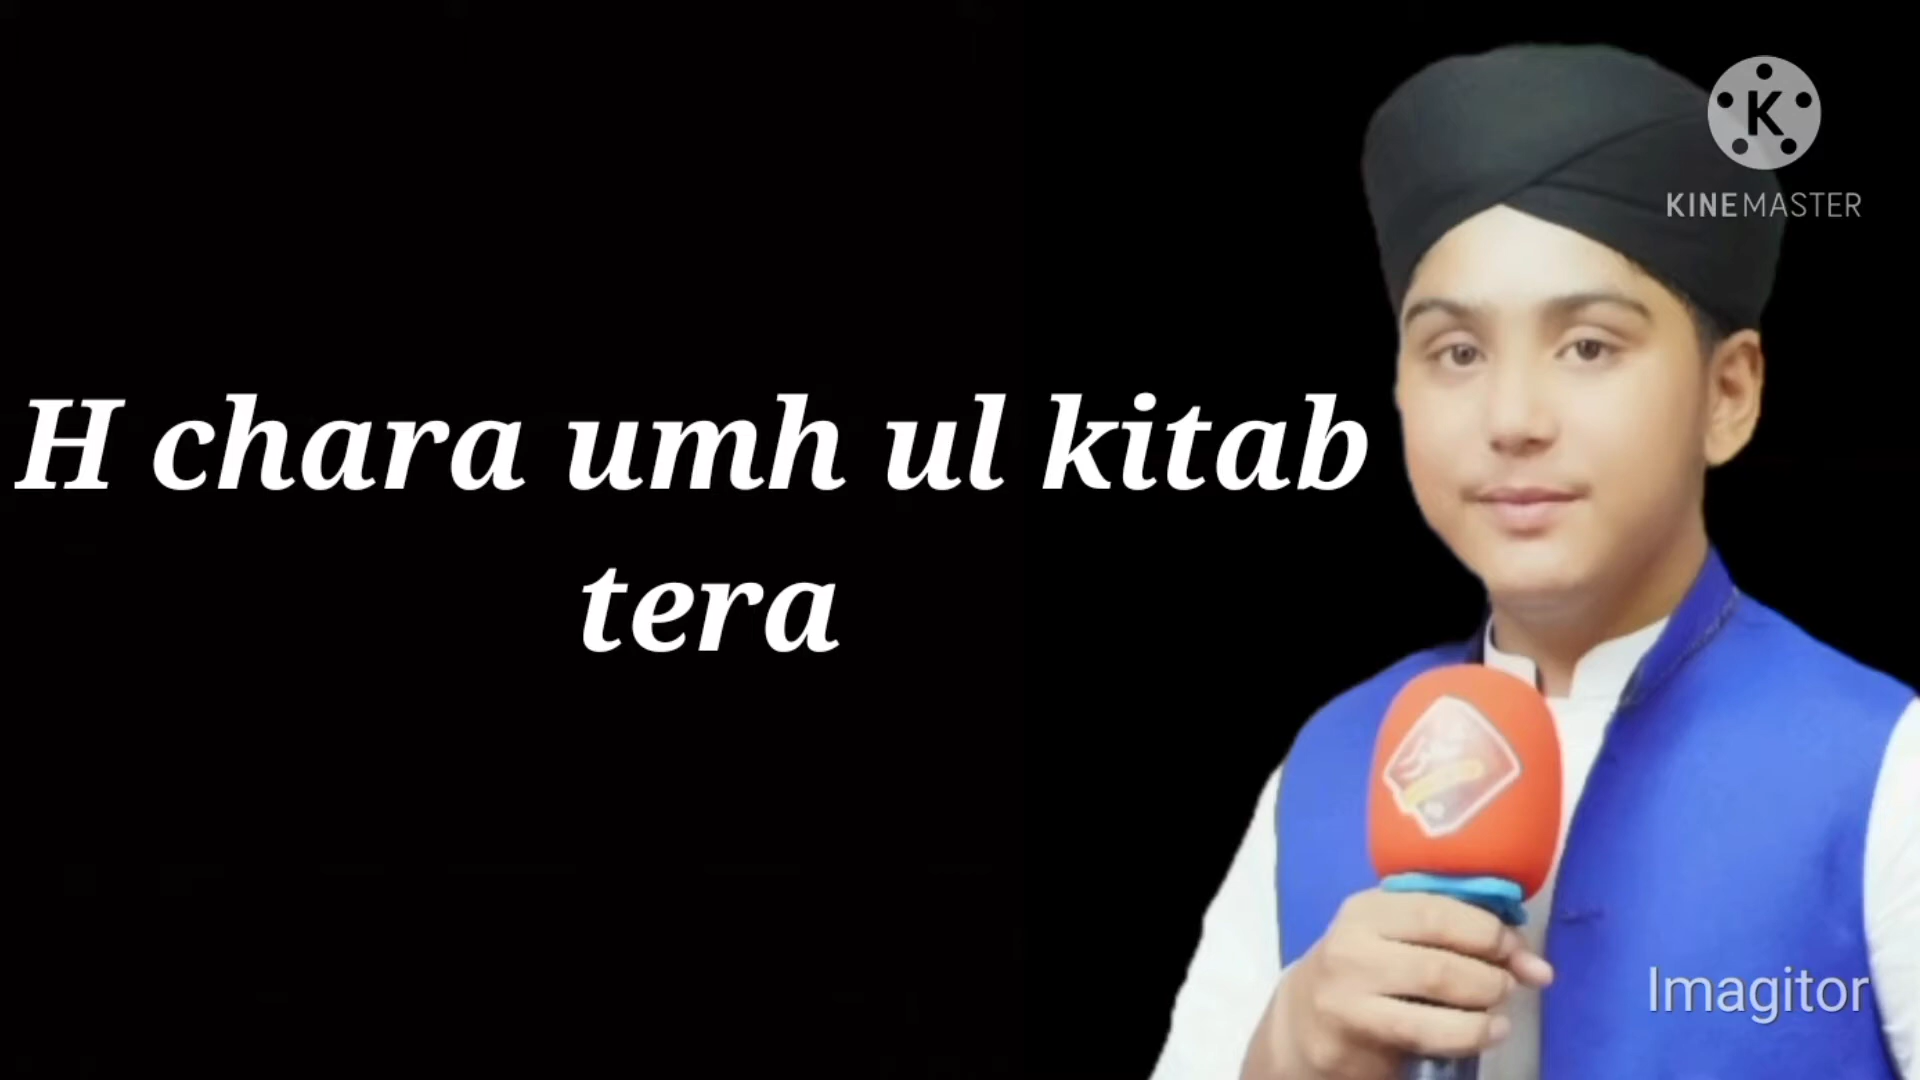 K
KINEMASTER
H chara umh ul kitab
tera
Imagitor